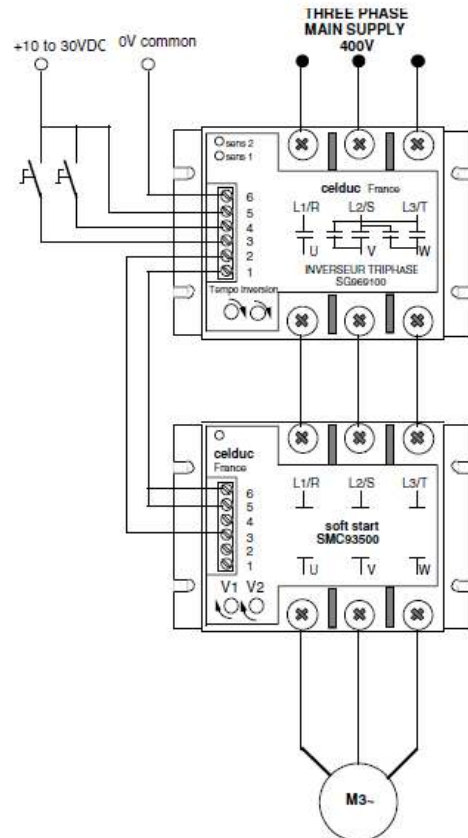 THREE PHASE
MAIN SUPPLY
400V
+10 to 30VDC
0V common
sens 2
sens 1
celduc France
6
5
4
3
2
1
L1/R L2/S L3/T
U V W
INVERSEUR TRIPHASE
SG969100
Tempo Inversion
celduc
France
6
5
4
3
2
1
L1/R L2/S L3/T
soft start
SMC93500
U V W
V1 V2
M3~